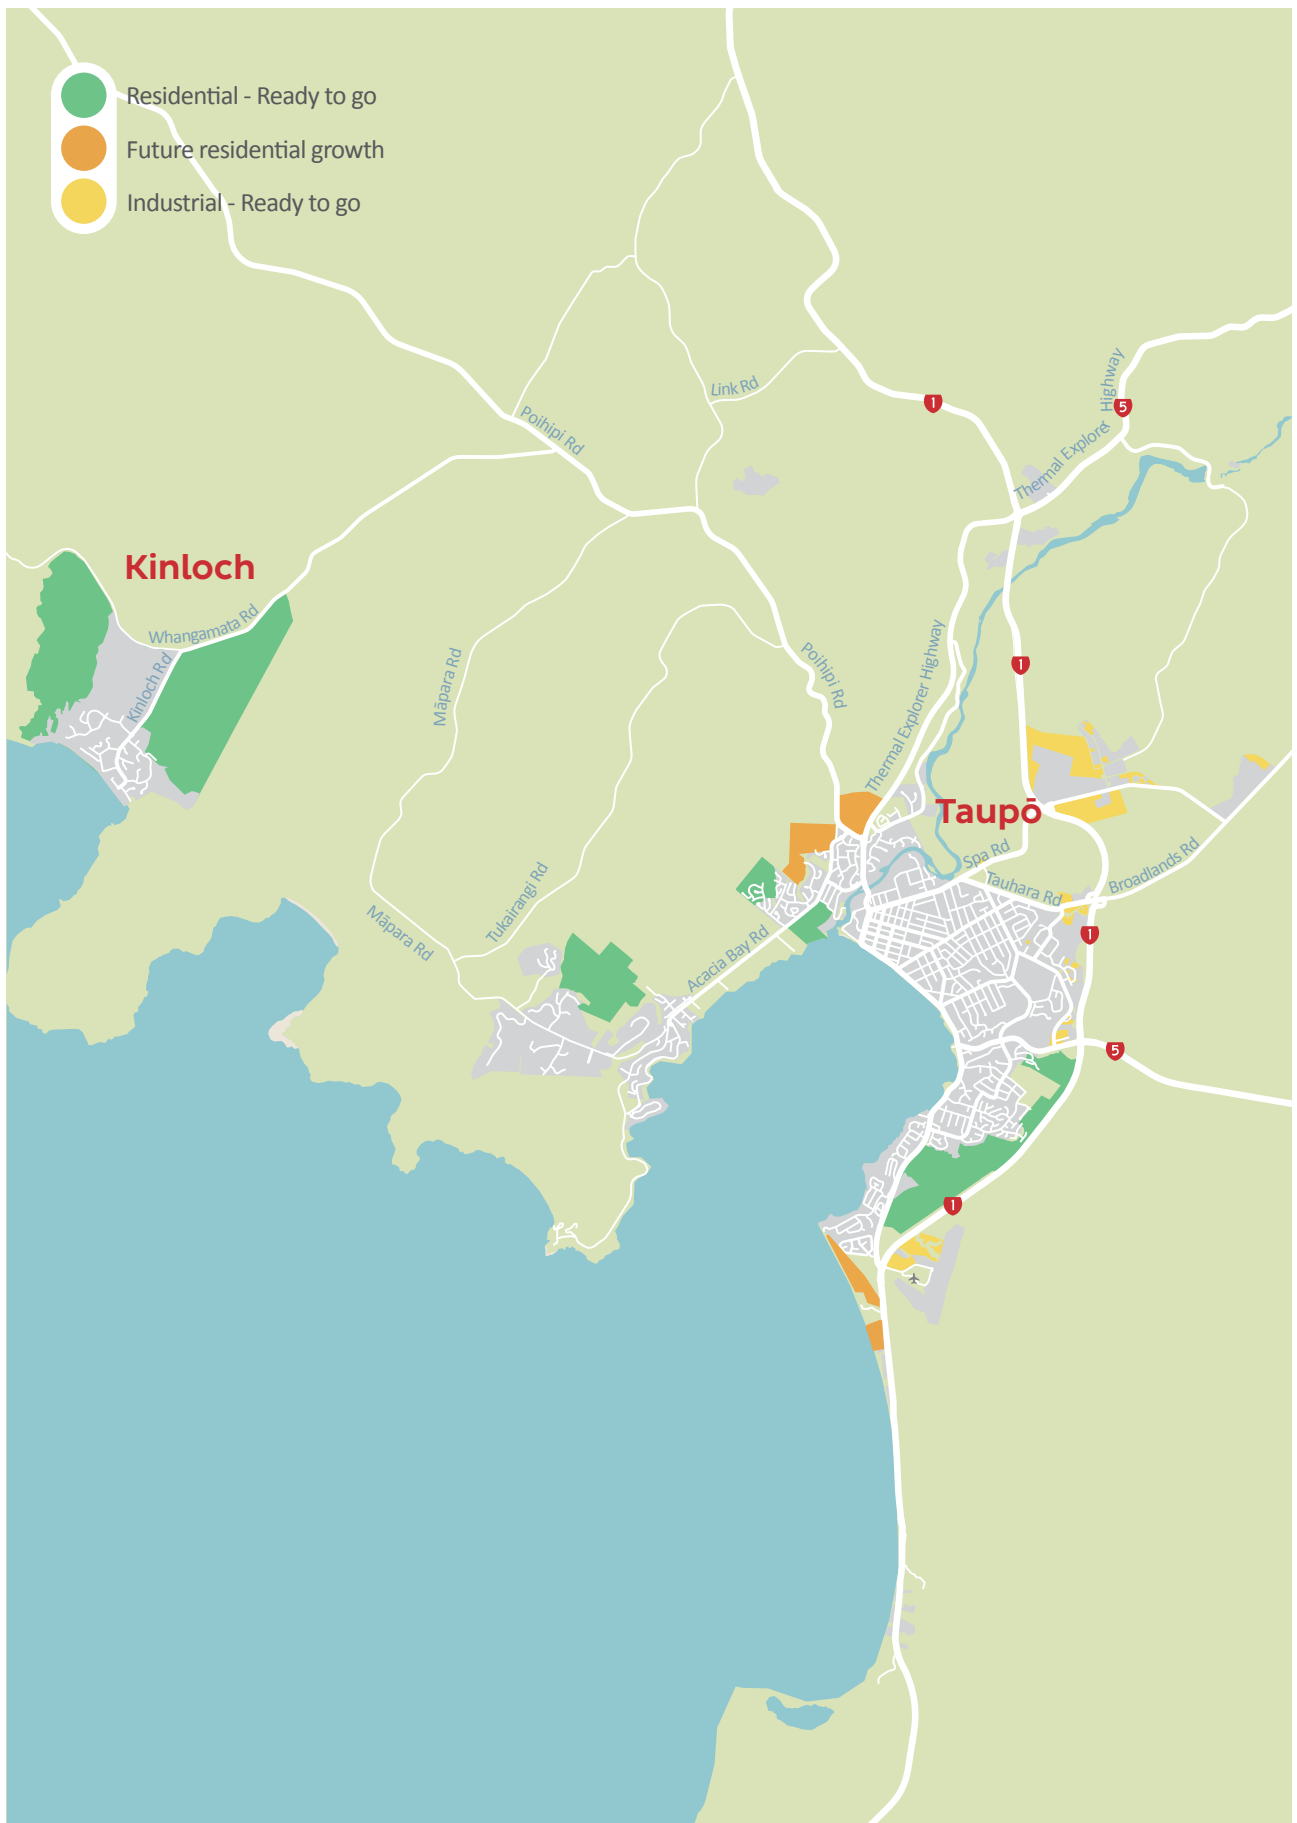 Residential - Ready to go
Future residential growth
Industrial - Ready to go
Link Rd
1
Thermal Explorer Highway
5
Poihipi Rd
Kinloch
Whangamata Rd
Kinloch Rd
Māpara Rd
Poihipi Rd
Thermal Explorer Highway
1
Taupō
Spa Rd
Tauhara Rd
Broadlands Rd
Māpara Rd
Tukairangi Rd
Acacia Bay Rd
1
5
1